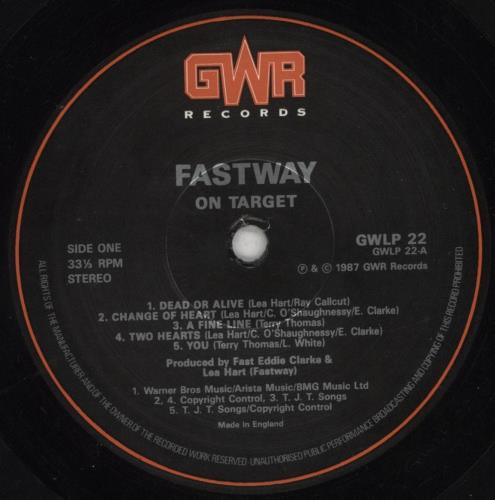 GWR
RECORDS
FASTWAY
ON TARGET
SIDE ONE
33⅓ RPM
STEREO
GWLP 22
GWLP 22-A
℗ & © 1987 GWR Records
1. DEAD OR ALIVE (Lea Hart/Ray Callcut)
2. CHANGE OF HEART (Lea Hart/C. O'Shaughnessy/E. Clarke)
3. A FINE LINE (Terry Thomas)
4. TWO HEARTS (Lea Hart/C. O'Shaughnessy/E. Clarke)
5. YOU (Terry Thomas/L. White)
Produced by Fast Eddie Clarke &
Lea Hart (Fastway)
1. Warner Bros Music/Arista Music/BMG Music Ltd
2. 4. Copyright Control, 3. T. J. T. Songs
5. T. J. T. Songs/Copyright Control
Made in England
ALL RIGHTS OF THE MANUFACTURER AND OF THE OWNER OF THE RECORDED WORK RESERVED · UNAUTHORISED PUBLIC PERFORMANCE BROADCASTING AND COPYING OF THIS RECORD PROHIBITED